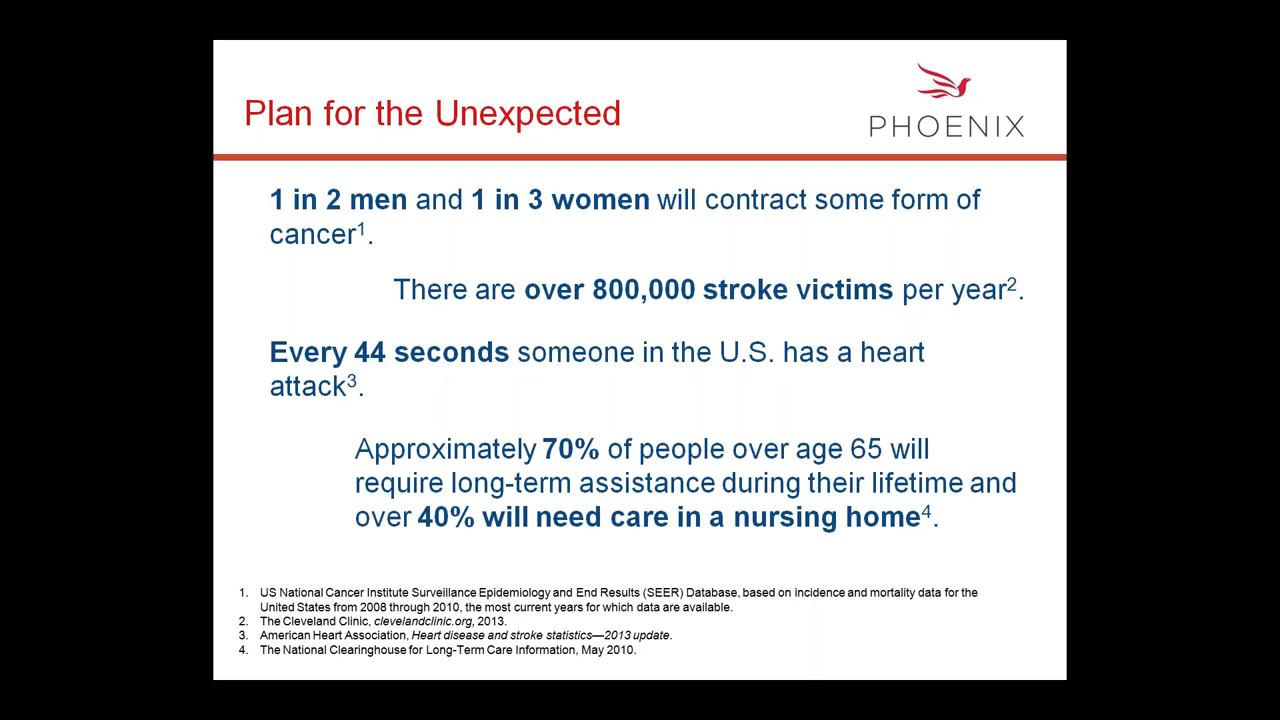 Plan for the Unexpected
PHOENIX
1 in 2 men and 1 in 3 women will contract some form of
cancer1.
There are over 800,000 stroke victims per year2.
Every 44 seconds someone in the U.S. has a heart
attack3.
Approximately 70% of people over age 65 will
require long-term assistance during their lifetime and
over 40% will need care in a nursing home4.
1. US National Cancer Institute Surveillance Epidemiology and End Results (SEER) Database, based on incidence and mortality data for the
United States from 2008 through 2010, the most current years for which data are available.
2. The Cleveland Clinic, clevelandclinic.org, 2013.
3. American Heart Association, Heart disease and stroke statistics—2013 update.
4. The National Clearinghouse for Long-Term Care Information, May 2010.